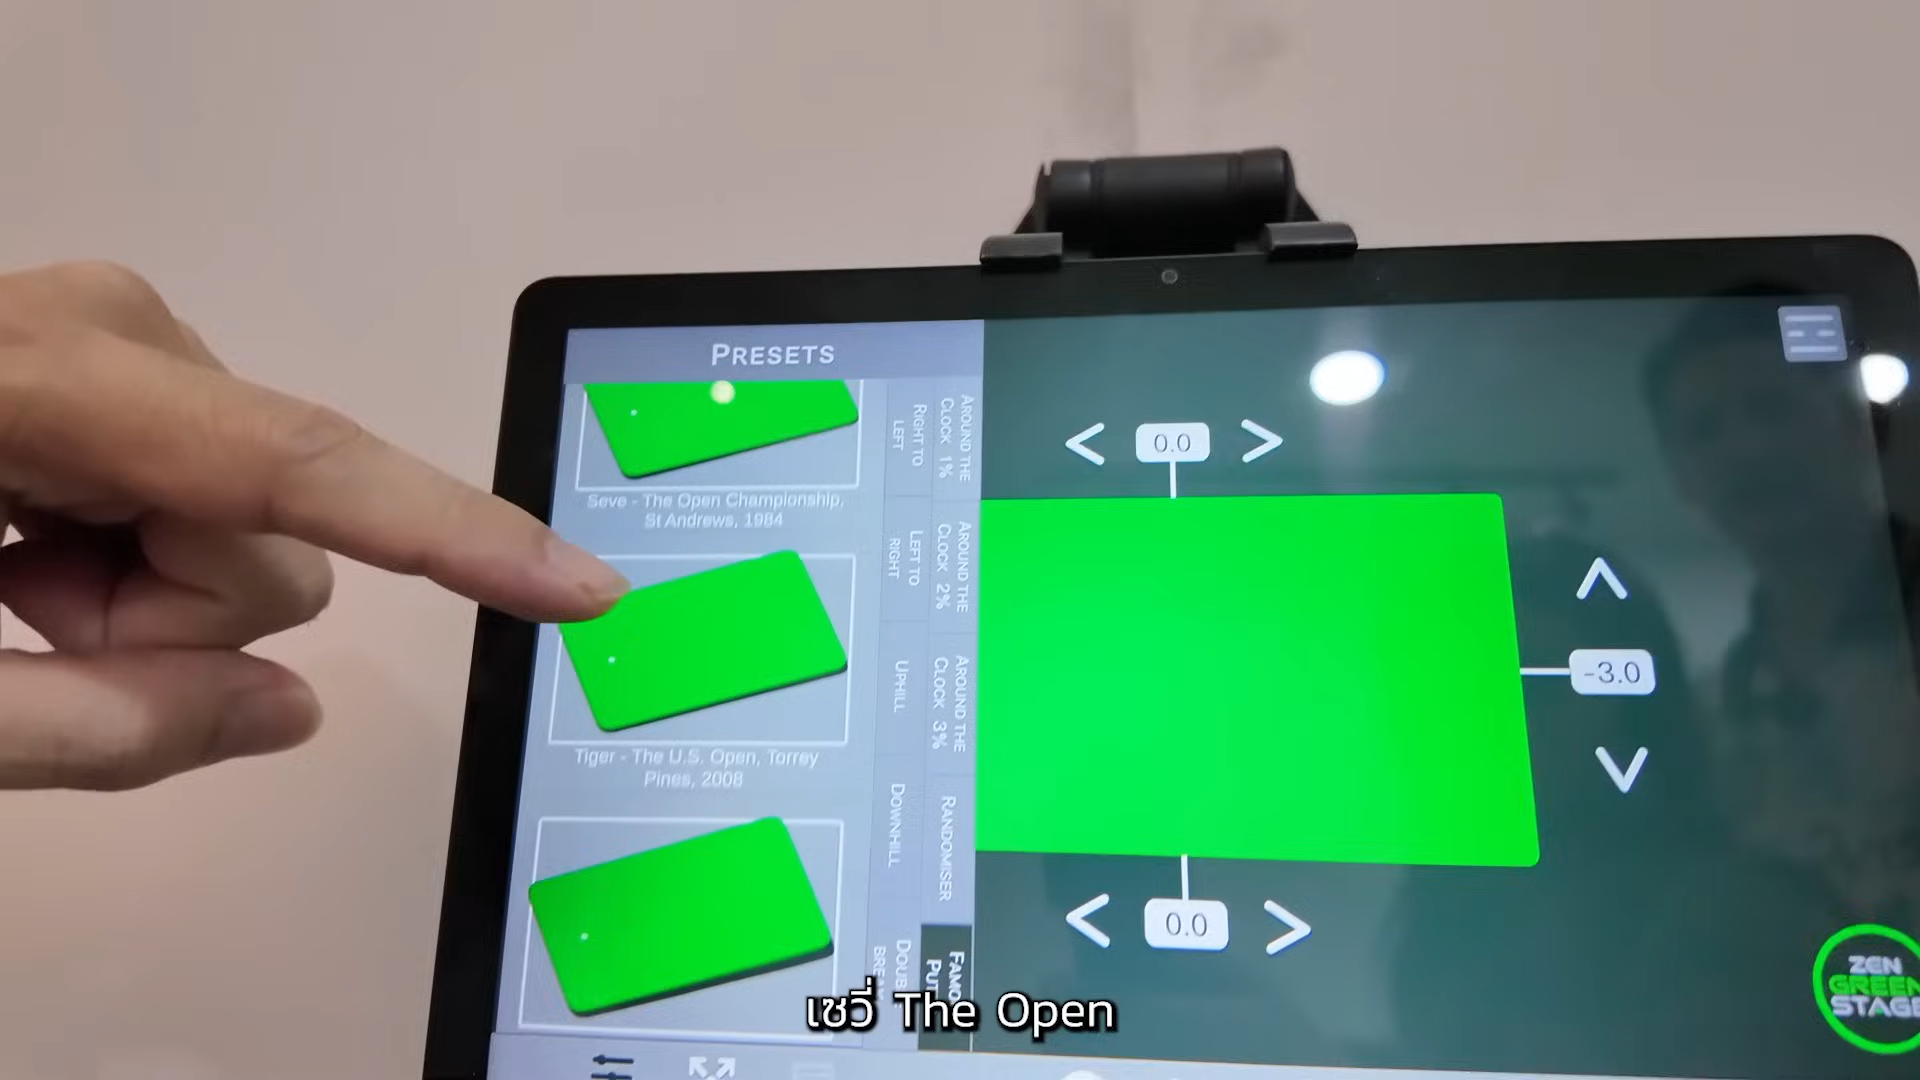 PRESETS
Seve - The Open Championship,
St Andrews, 1984
Tiger - The U.S. Open, Torrey
Pines, 2008
RIGHT TO
LEFT
LEFT TO
RIGHT
UPHILL
DOWNHILL
AROUND THE
CLOCK 1%
AROUND THE
CLOCK 2%
AROUND THE
CLOCK 3%
RANDOMISER
0.0
-3.0
0.0
ZEN
GREEN
STAGE
เซวี่ The Open